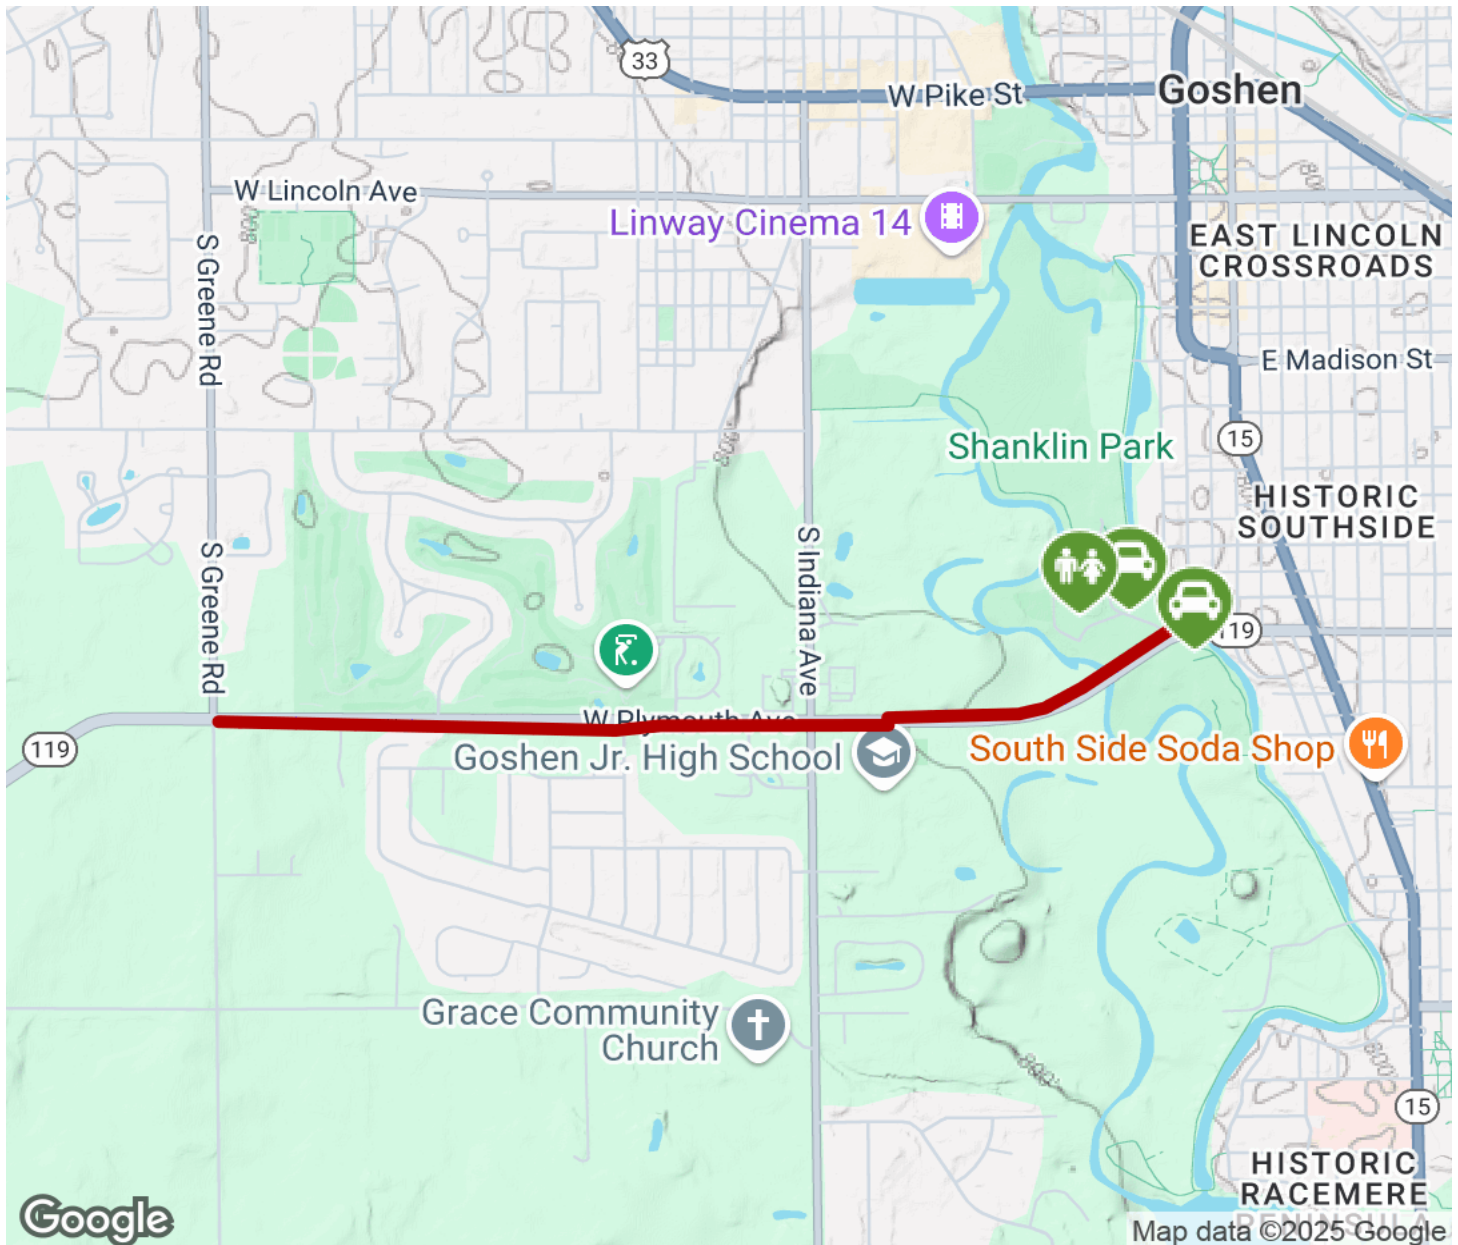 33
W Pike St
Goshen
W Lincoln Ave
Linway Cinema 14
EAST LINCOLN
CROSSROADS
S Greene Rd
E Madison St
15
Shanklin Park
HISTORIC
SOUTHSIDE
S Greene Rd
S Indiana Ave
119
W Plymouth Ave
119
Goshen Jr. High School
South Side Soda Shop
Grace Community
Church
800
15
HISTORIC
RACEMERE
PENINSULA
Google
Map data ©2025 Google